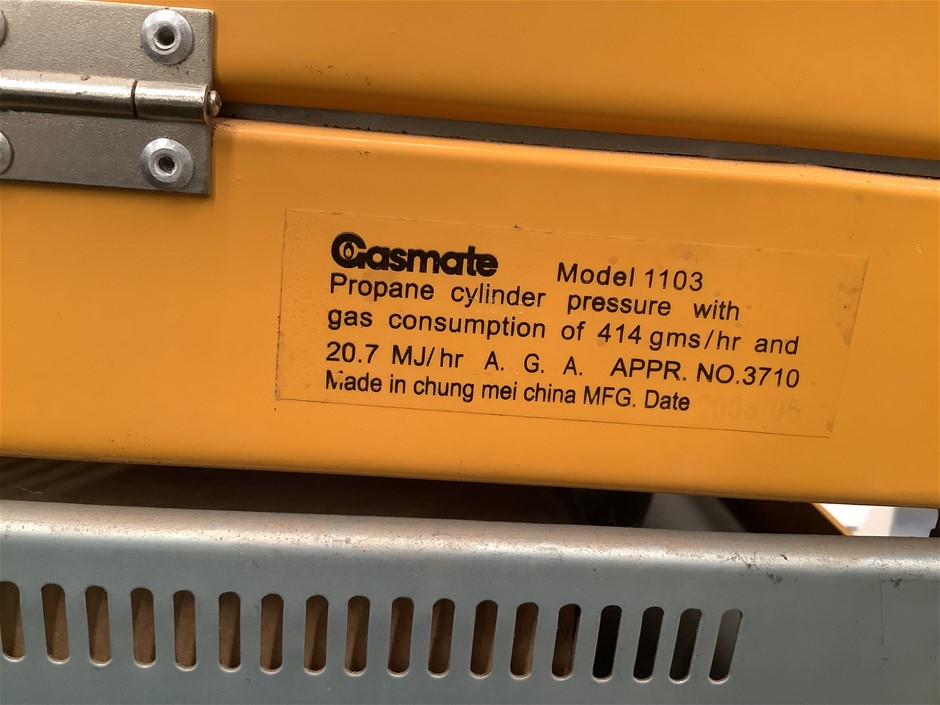 Gasmate Model 1103
Propane cylinder pressure with
gas consumption of 414 gms/hr and
20.7 MJ/hr A. G. A. APPR. NO.3710
Made in chung mei china MFG. Date